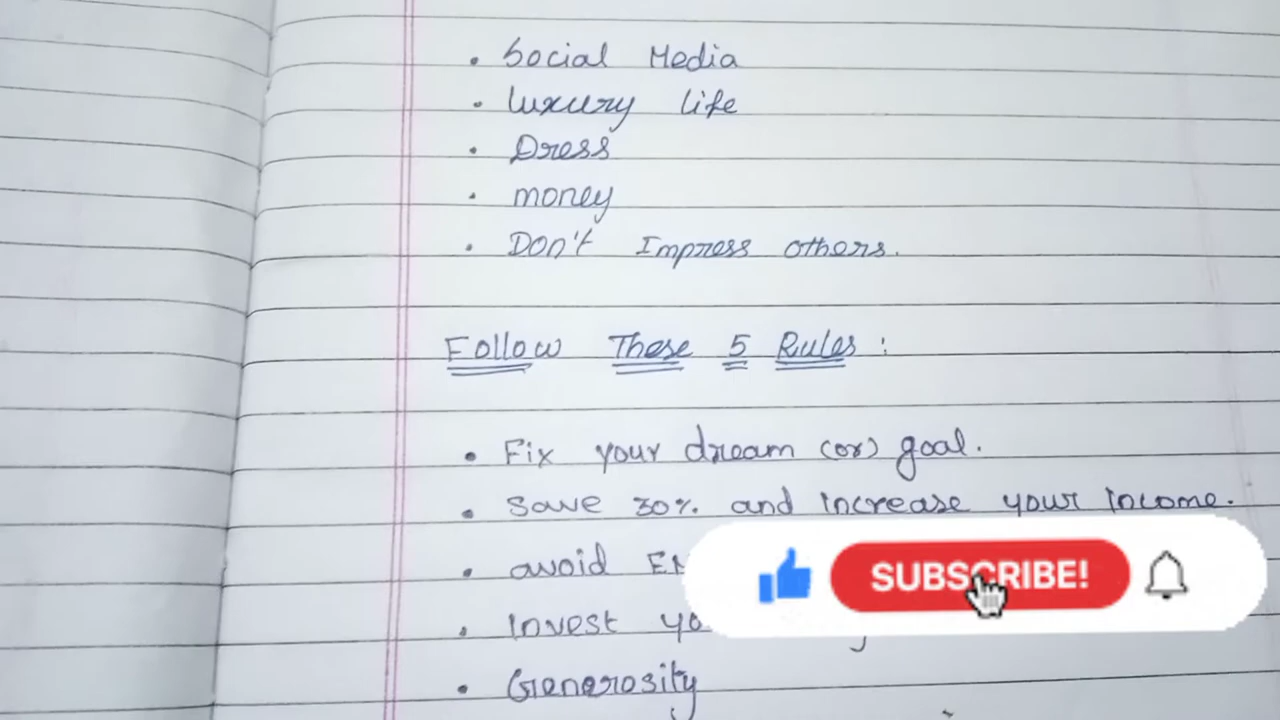 • Social Media
• luxury life
• Dress
• money
• Don't Impress others.
Follow These 5 Rules :
• Fix your dream (or) goal.
• Save 30% and increase your income.
• avoid
SUBSCRIBE!
• Invest
• Generosity